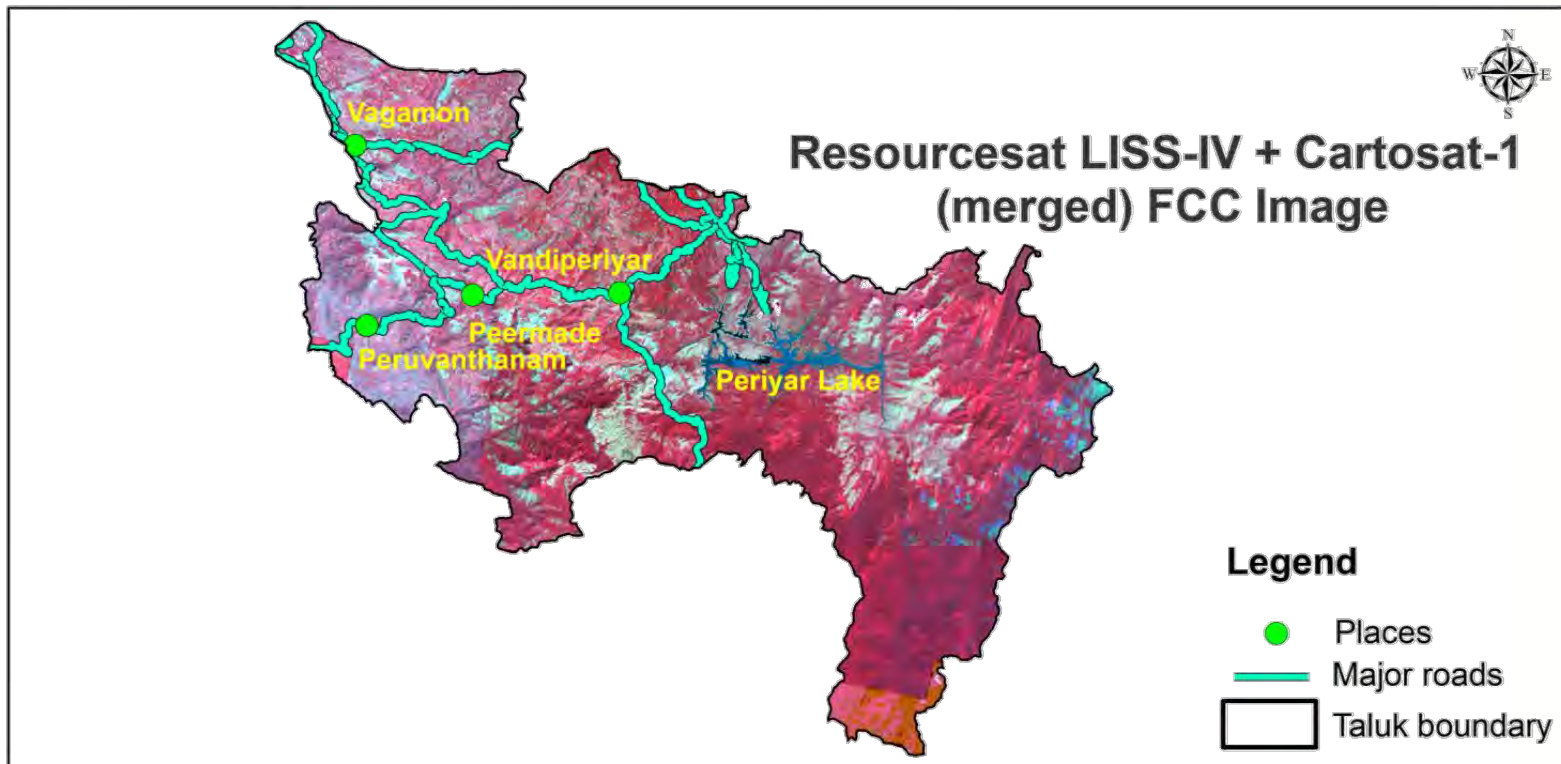 N
W E
S
Resourcesat LISS-IV + Cartosat-1
(merged) FCC Image
Vagamon
Vandiperiyar
Peermade
Peruvanthanam
Periyar Lake
Legend
Places
Major roads
Taluk boundary